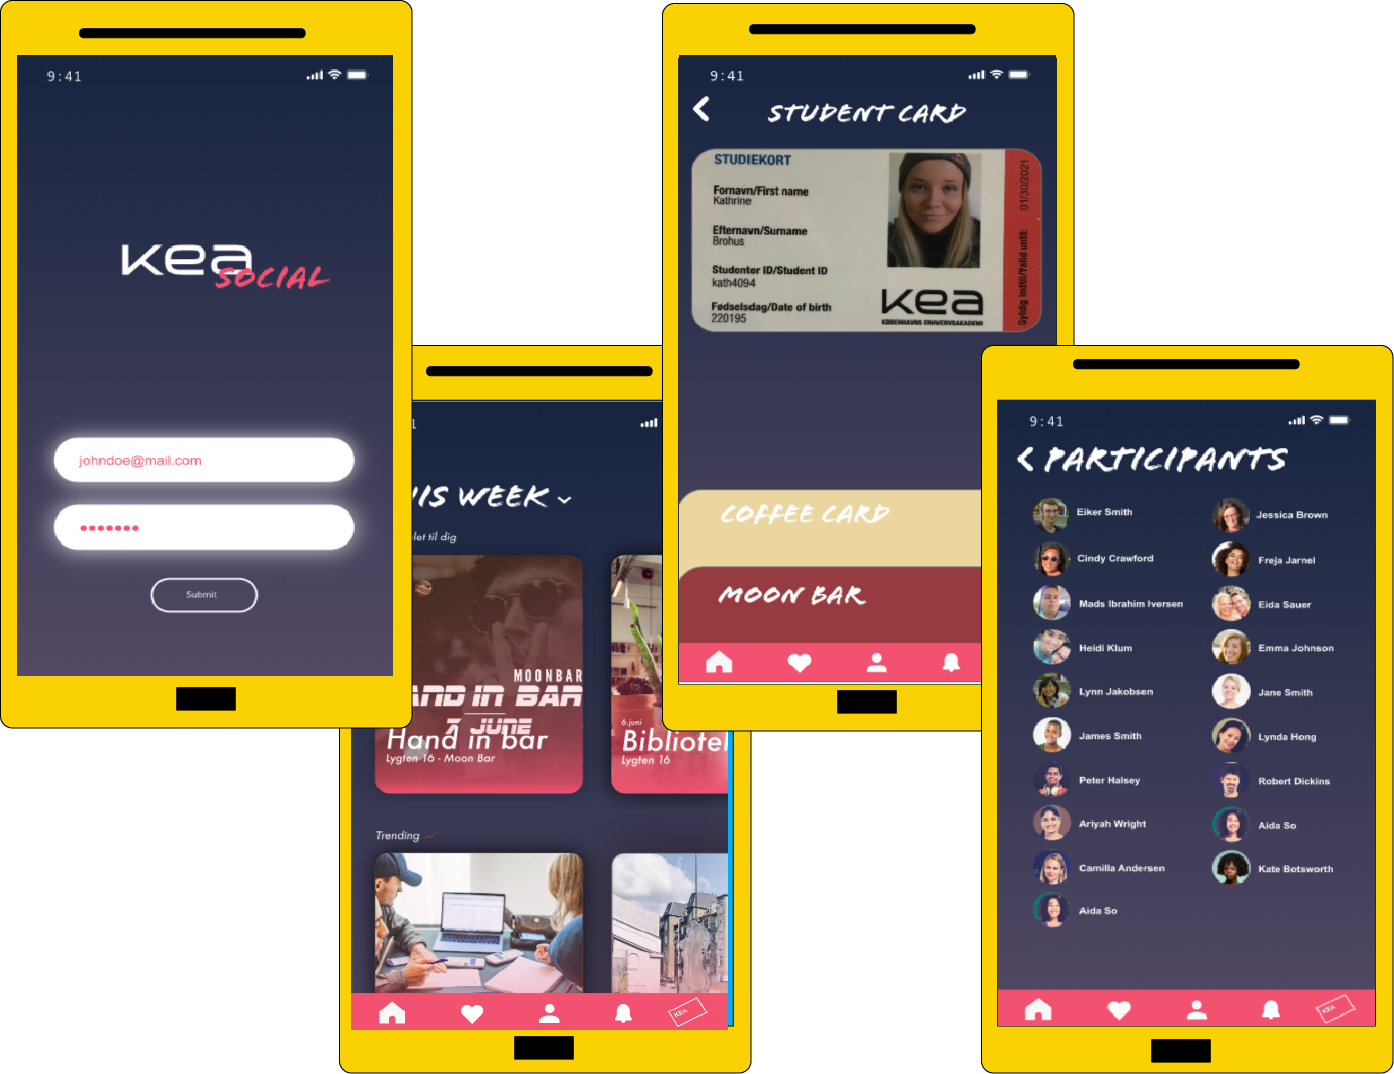 9:41
kea
SOCIAL
johndoe@mail.com
Submit
WEEK
til dig
MOONBAR
IN BAR
7 JUNE
Hand in bar
Lygten 16 - Moon Bar
6.juni
Lygten 16
Trending
KEA
9:41
STUDENT CARD
STUDIEKORT
Fornavn/First name
Kathrine
Efternavn/Surname
Brohus
Studenter ID/Student ID
kath4094
Fødselsdag/Date of birth
220195
kea
KØBENHAVNS ERHVERVSAKADEMI
Gyldig indtil/Valid until: 01/30/2021
COFFEE CARD
MOON BAR
9:41
PARTICIPANTS
Eiker Smith
Jessica Brown
Cindy Crawford
Freja Jarnel
Mads Ibrahim Iversen
Eida Sauer
Heidi Klum
Emma Johnson
Lynn Jakobsen
Jane Smith
James Smith
Lynda Hong
Peter Halsey
Robert Dickins
Ariyah Wright
Aida So
Camilla Andersen
Kate Botsworth
Aida So
KEA